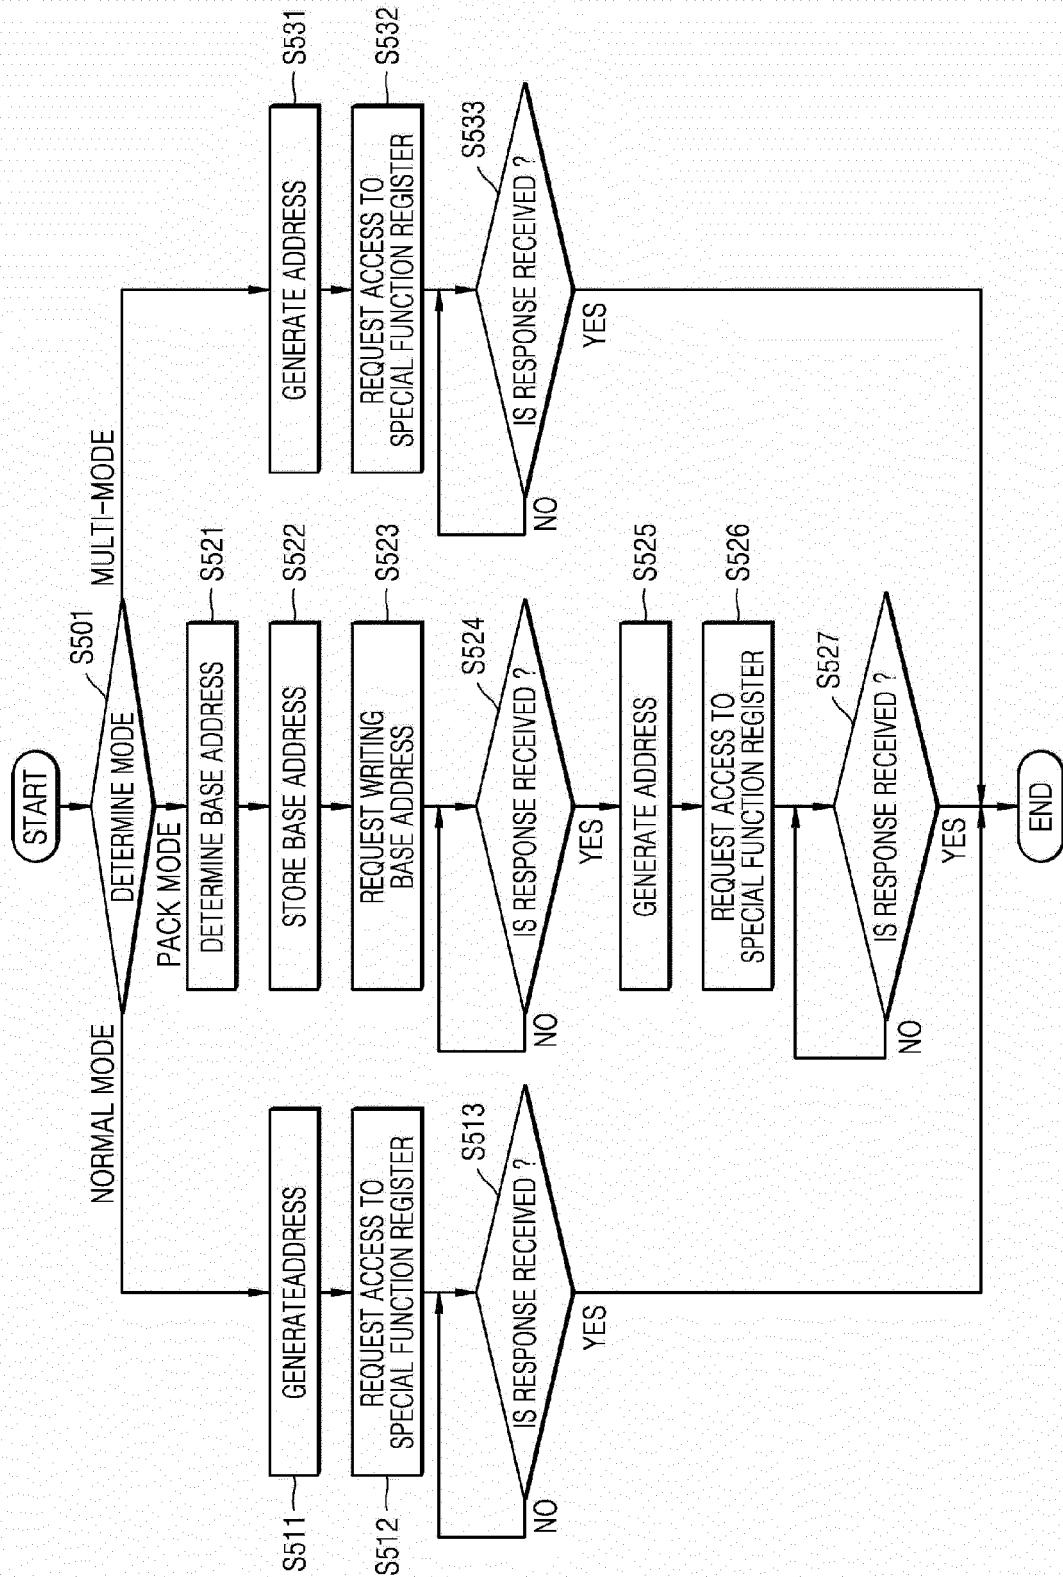 START
S501
DETERMINE MODE
NORMAL MODE
PACK MODE
MULTI-MODE
S511
GENERATEADDRESS
S512
REQUEST ACCESS TO
SPECIAL FUNCTION REGISTER
S513
IS RESPONSE RECEIVED ?
NO
YES
S521
DETERMINE BASE ADDRESS
S522
STORE BASE ADDRESS
S523
REQUEST WRITING
BASE ADDRESS
S524
IS RESPONSE RECEIVED ?
NO
YES
S525
GENERATE ADDRESS
S526
REQUEST ACCESS TO
SPECIAL FUNCTION REGISTER
S527
IS RESPONSE RECEIVED ?
NO
YES
S531
GENERATE ADDRESS
S532
REQUEST ACCESS TO
SPECIAL FUNCTION REGISTER
S533
IS RESPONSE RECEIVED ?
NO
YES
END